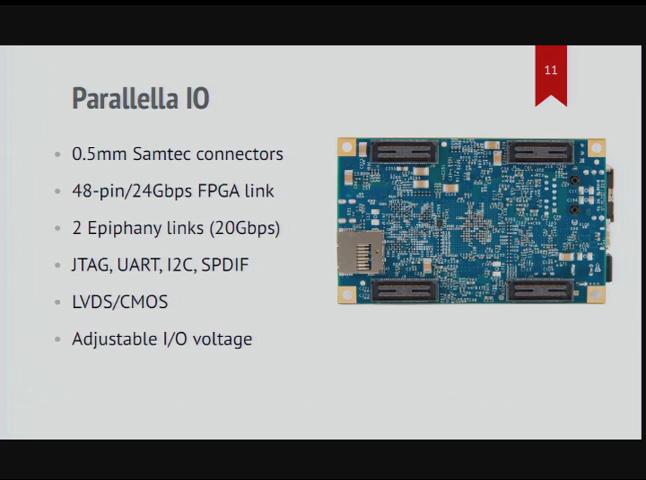 11
Parallella IO
• 0.5mm Samtec connectors
• 48-pin/24Gbps FPGA link
• 2 Epiphany links (20Gbps)
• JTAG, UART, I2C, SPDIF
• LVDS/CMOS
• Adjustable I/O voltage